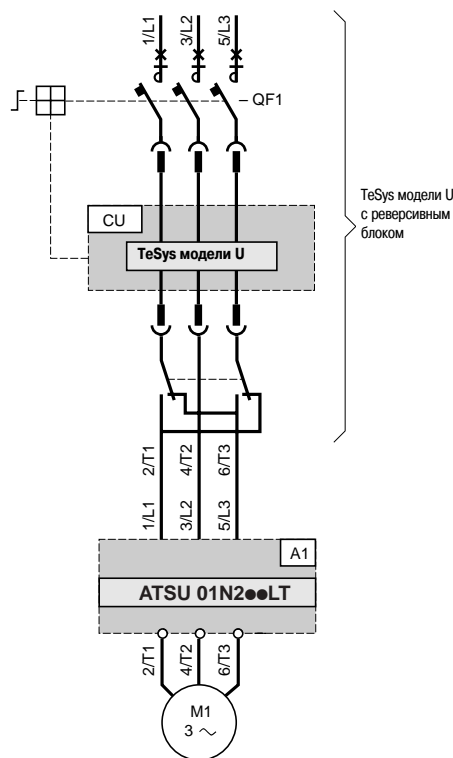 1/L1
3/L2
5/L3
QF1
CU
TeSys модели U
TeSys модели U
с реверсивным
блоком
2/T1
4/T2
6/T3
1/L1
3/L2
5/L3
A1
ATSU 01N2●●LT
2/T1
4/T2
6/T3
M1
3 ~